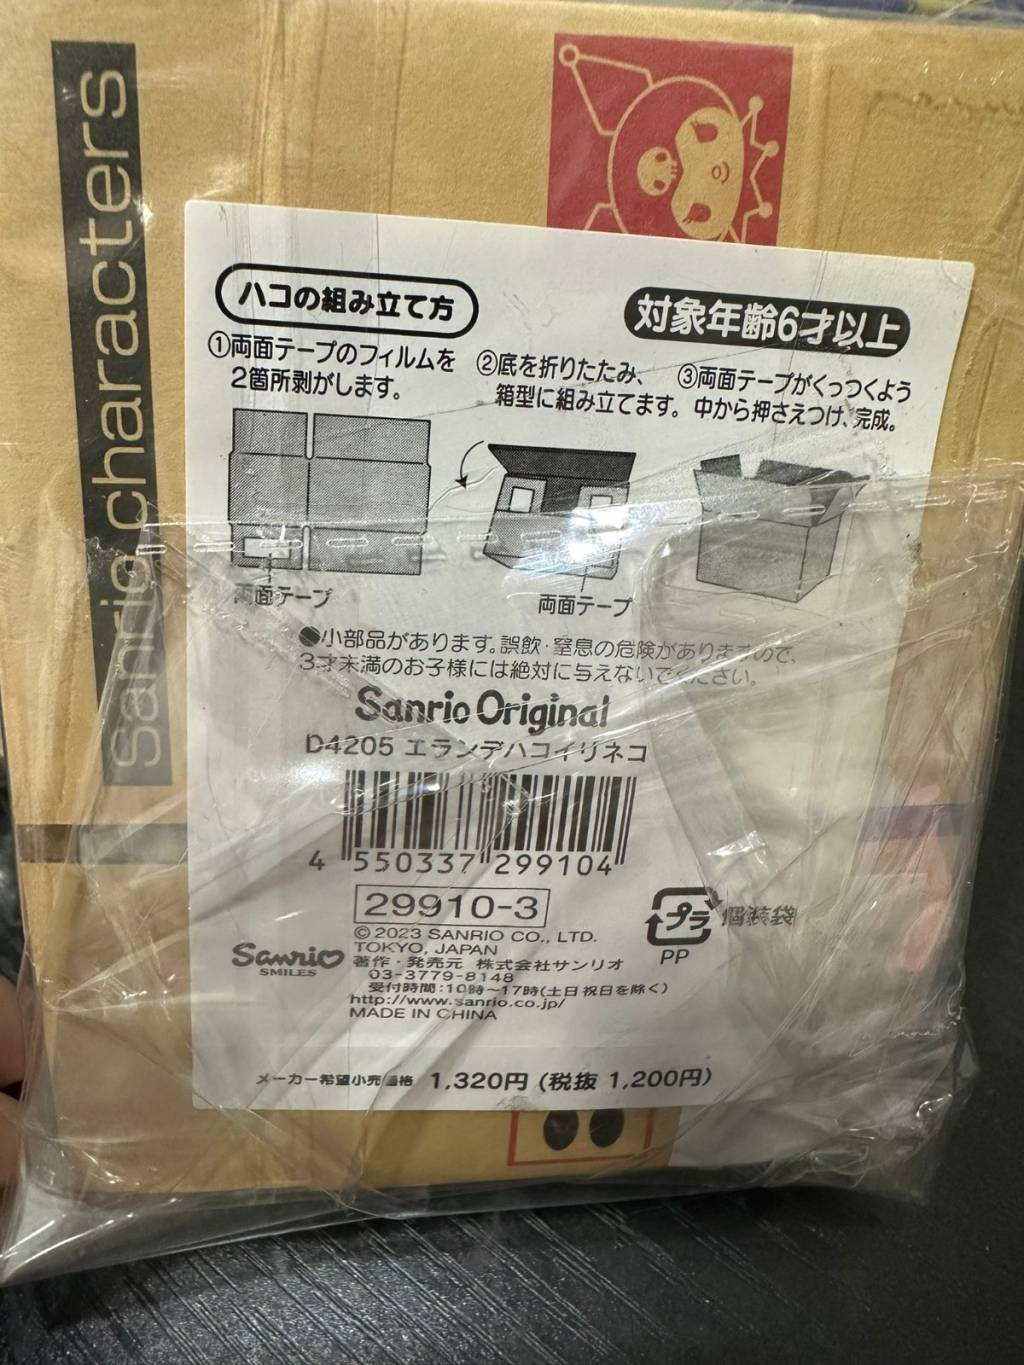 Sanrio characters
ハコの組み立て方
対象年齢6才以上
①両面テープのフィルムを
2箇所剥がします。
②底を折りたたみ、
箱型に組み立てます。
③両面テープがくっつくよう
中から押さえつけ、完成。
両面テープ
両面テープ
●小部品があります。誤飲・窒息の危険がありますので、
3才未満のお子様には絶対に与えないでください。
Sanrio Original
D4205 エランデハコイリネコ
4 550337 299104
29910-3
© 2023 SANRIO CO., LTD.
TOKYO, JAPAN
著作・発売元 株式会社サンリオ
03-3779-8148
受付時間:10時~17時(土日祝日を除く)
http://www.sanrio.co.jp/
MADE IN CHINA
Sanrio
SMILES
プラ 個装袋
PP
メーカー希望小売価格 1,320円 (税抜 1,200円)